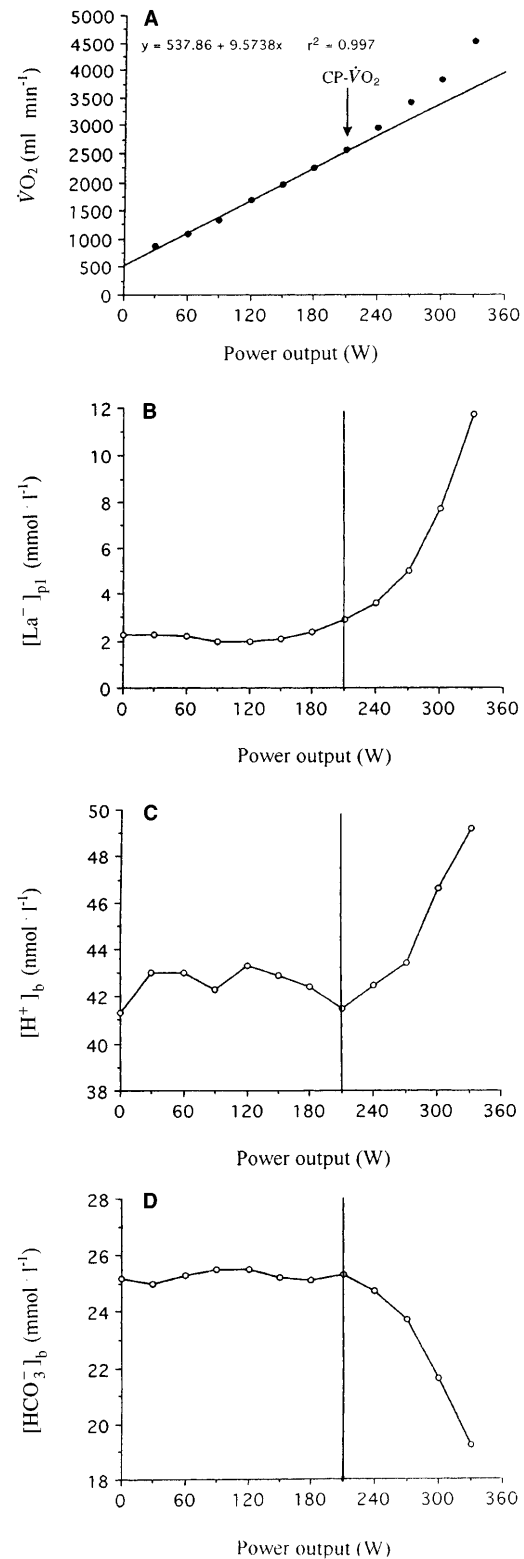 A
y = 537.86 + 9.5738x r² = 0.997
CP-V̇O₂
V̇O₂ (ml min⁻¹)
5000
4500
4000
3500
3000
2500
2000
1500
1000
500
0
0 60 120 180 240 300 360
Power output (W)
B
[La⁻]pl (mmol · l⁻¹)
12
10
8
6
4
2
0
0 60 120 180 240 300 360
Power output (W)
C
[H⁺]b (nmol · l⁻¹)
50
48
46
44
42
40
38
0 60 120 180 240 300 360
Power output (W)
D
[HCO₃⁻]b (mmol · l⁻¹)
28
26
24
22
20
18
0 60 120 180 240 300 360
Power output (W)